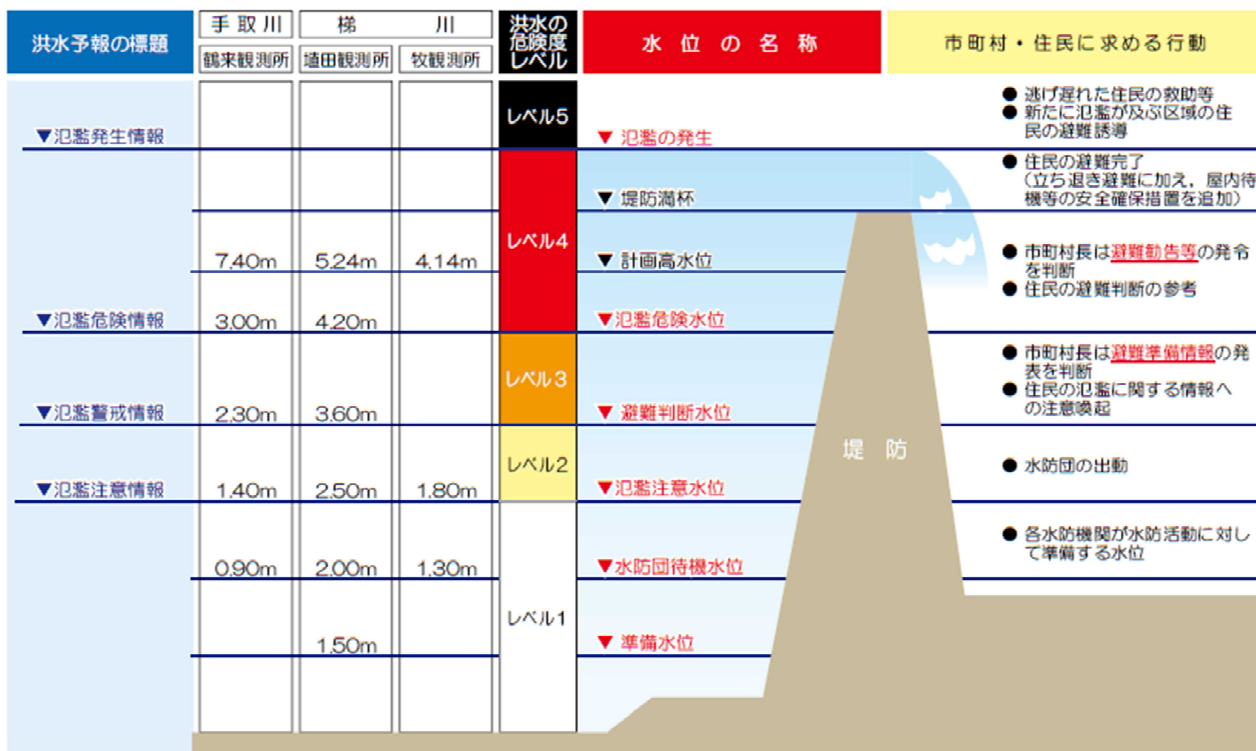 洪水予報の標題
手取川
梯川
鶴来観測所
埴田観測所
牧観測所
洪水の
危険度
レベル
水位の名称
市町村・住民に求める行動
レベル5
● 逃げ遅れた住民の救助等
● 新たに氾濫が及ぶ区域の住
民の避難誘導
▼氾濫発生情報
▼ 氾濫の発生
● 住民の避難完了
(立ち退き避難に加え，屋内待
機等の安全確保措置を追加)
▼ 堤防満杯
レベル4
7.40m 5.24m 4.14m
▼ 計画高水位
● 市町村長は避難勧告等の発令
を判断
● 住民の避難判断の参考
▼氾濫危険情報
3.00m 4.20m
▼氾濫危険水位
レベル3
● 市町村長は避難準備情報の発
表を判断
● 住民の氾濫に関する情報へ
の注意喚起
▼氾濫警戒情報
2.30m 3.60m
▼ 避難判断水位
堤防
レベル2
● 水防団の出動
▼氾濫注意情報
1.40m 2.50m 1.80m
▼氾濫注意水位
● 各水防機関が水防活動に対し
て準備する水位
0.90m 2.00m 1.30m
▼水防団待機水位
レベル1
1.50m
▼ 準備水位